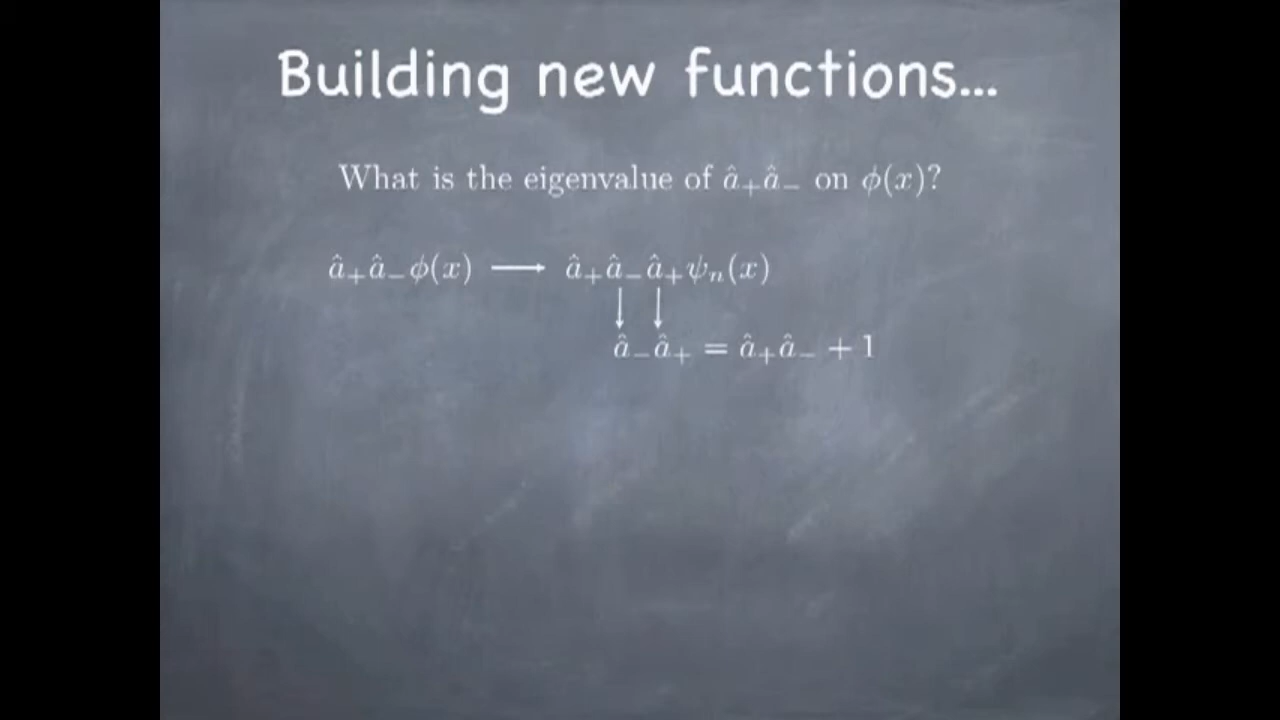 Building new functions...
What is the eigenvalue of â₊â₋ on ϕ(x)?
â₊â₋ϕ(x) ⟶ â₊â₋â₊ψₙ(x)
↓ ↓
â₋â₊ = â₊â₋ + 1